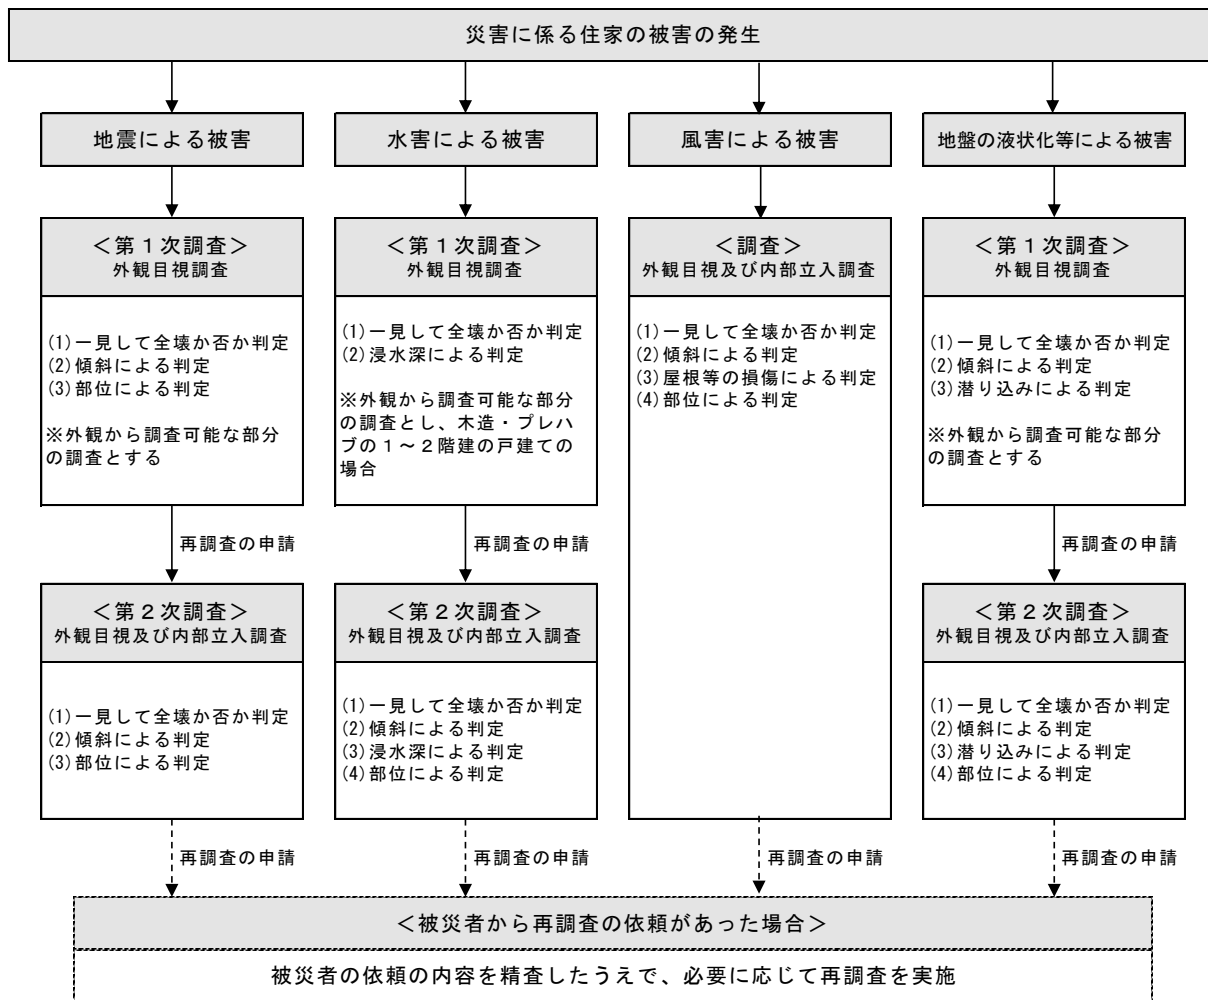 災害に係る住家の被害の発生
地震による被害
水害による被害
風害による被害
地盤の液状化等による被害
＜第１次調査＞
外観目視調査
(1)一見して全壊か否か判定
(2)傾斜による判定
(3)部位による判定
※外観から調査可能な部分
の調査とする
再調査の申請
＜第２次調査＞
外観目視及び内部立入調査
(1)一見して全壊か否か判定
(2)傾斜による判定
(3)部位による判定
再調査の申請
＜第１次調査＞
外観目視調査
(1)一見して全壊か否か判定
(2)浸水深による判定
※外観から調査可能な部分
の調査とし、木造・プレハ
ブの１～２階建の戸建ての
場合
再調査の申請
＜第２次調査＞
外観目視及び内部立入調査
(1)一見して全壊か否か判定
(2)傾斜による判定
(3)浸水深による判定
(4)部位による判定
再調査の申請
＜調査＞
外観目視及び内部立入調査
(1)一見して全壊か否か判定
(2)傾斜による判定
(3)屋根等の損傷による判定
(4)部位による判定
再調査の申請
＜第１次調査＞
外観目視調査
(1)一見して全壊か否か判定
(2)傾斜による判定
(3)潜り込みによる判定
※外観から調査可能な部分
の調査とする
再調査の申請
＜第２次調査＞
外観目視及び内部立入調査
(1)一見して全壊か否か判定
(2)傾斜による判定
(3)潜り込みによる判定
(4)部位による判定
再調査の申請
＜被災者から再調査の依頼があった場合＞
被災者の依頼の内容を精査したうえで、必要に応じて再調査を実施